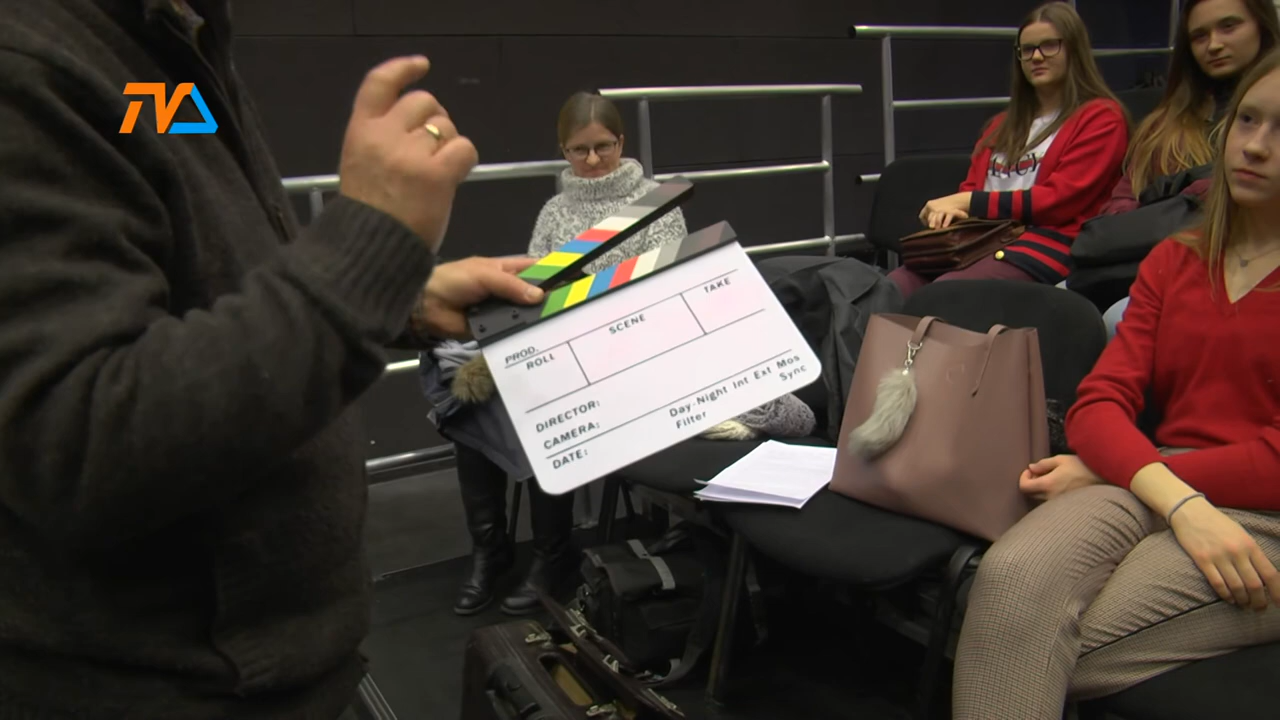 TVA
PROD.
ROLL
SCENE
TAKE
DIRECTOR:
CAMERA:
DATE:
Day-Night Int Ext Mos
Filter
Sync